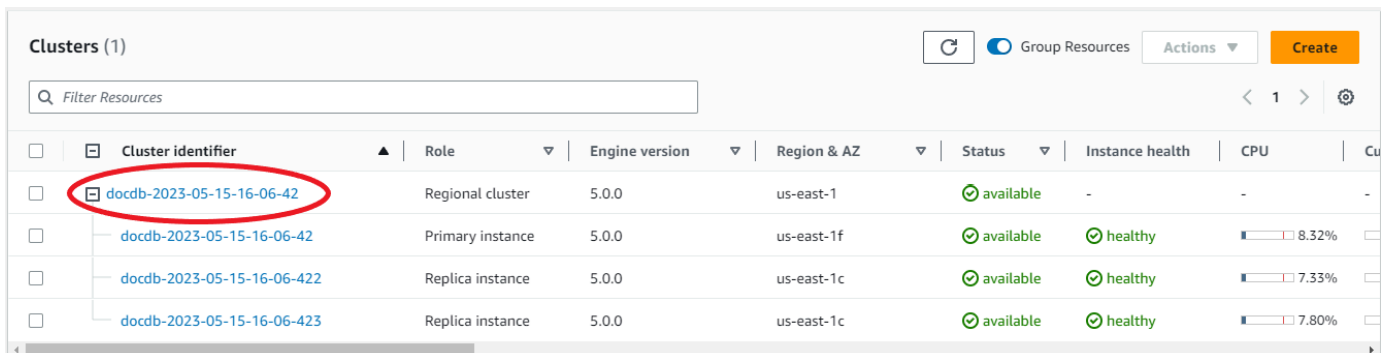 Clusters (1)
Group Resources
Actions
Create
Filter Resources
1
Cluster identifier Role Engine version Region & AZ Status Instance health CPU Cu
docdb-2023-05-15-16-06-42 Regional cluster 5.0.0 us-east-1 available - - -
docdb-2023-05-15-16-06-42 Primary instance 5.0.0 us-east-1f available healthy 8.32%
docdb-2023-05-15-16-06-422 Replica instance 5.0.0 us-east-1c available healthy 7.33%
docdb-2023-05-15-16-06-423 Replica instance 5.0.0 us-east-1c available healthy 7.80%